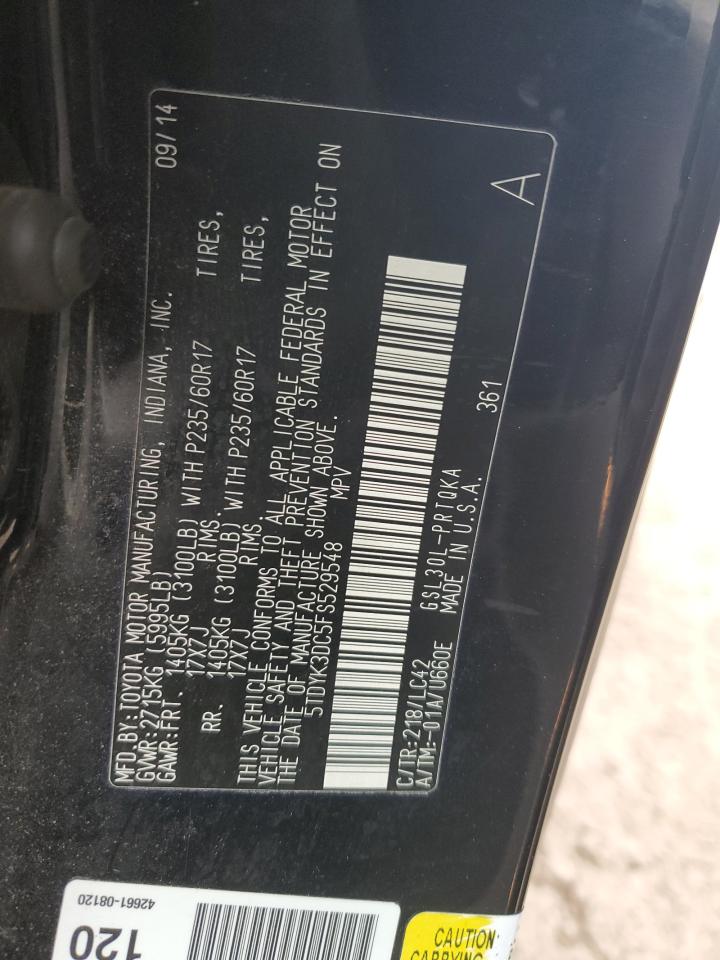 MFD.BY:TOYOTA MOTOR MANUFACTURING, INDIANA, INC. 09/14
GVWR:2715KG (5995LB)
GAWR:FRT. 1405KG (3100LB) WITH P235/60R17 TIRES,
17X7J RIMS.
RR. 1405KG (3100LB) WITH P235/60R17 TIRES,
17X7J RIMS.
THIS VEHICLE CONFORMS TO ALL APPLICABLE FEDERAL MOTOR
VEHICLE SAFETY AND THEFT PREVENTION STANDARDS IN EFFECT ON
THE DATE OF MANUFACTURE SHOWN ABOVE.
5TDYK3DC5FS529548 MPV
C/TR:218/LC42 GSL30L-PRTQKA 361 A
A/TM:-01A/U660E MADE IN U.S.A.
42661-08120
120
CAUTION:
CARRYING